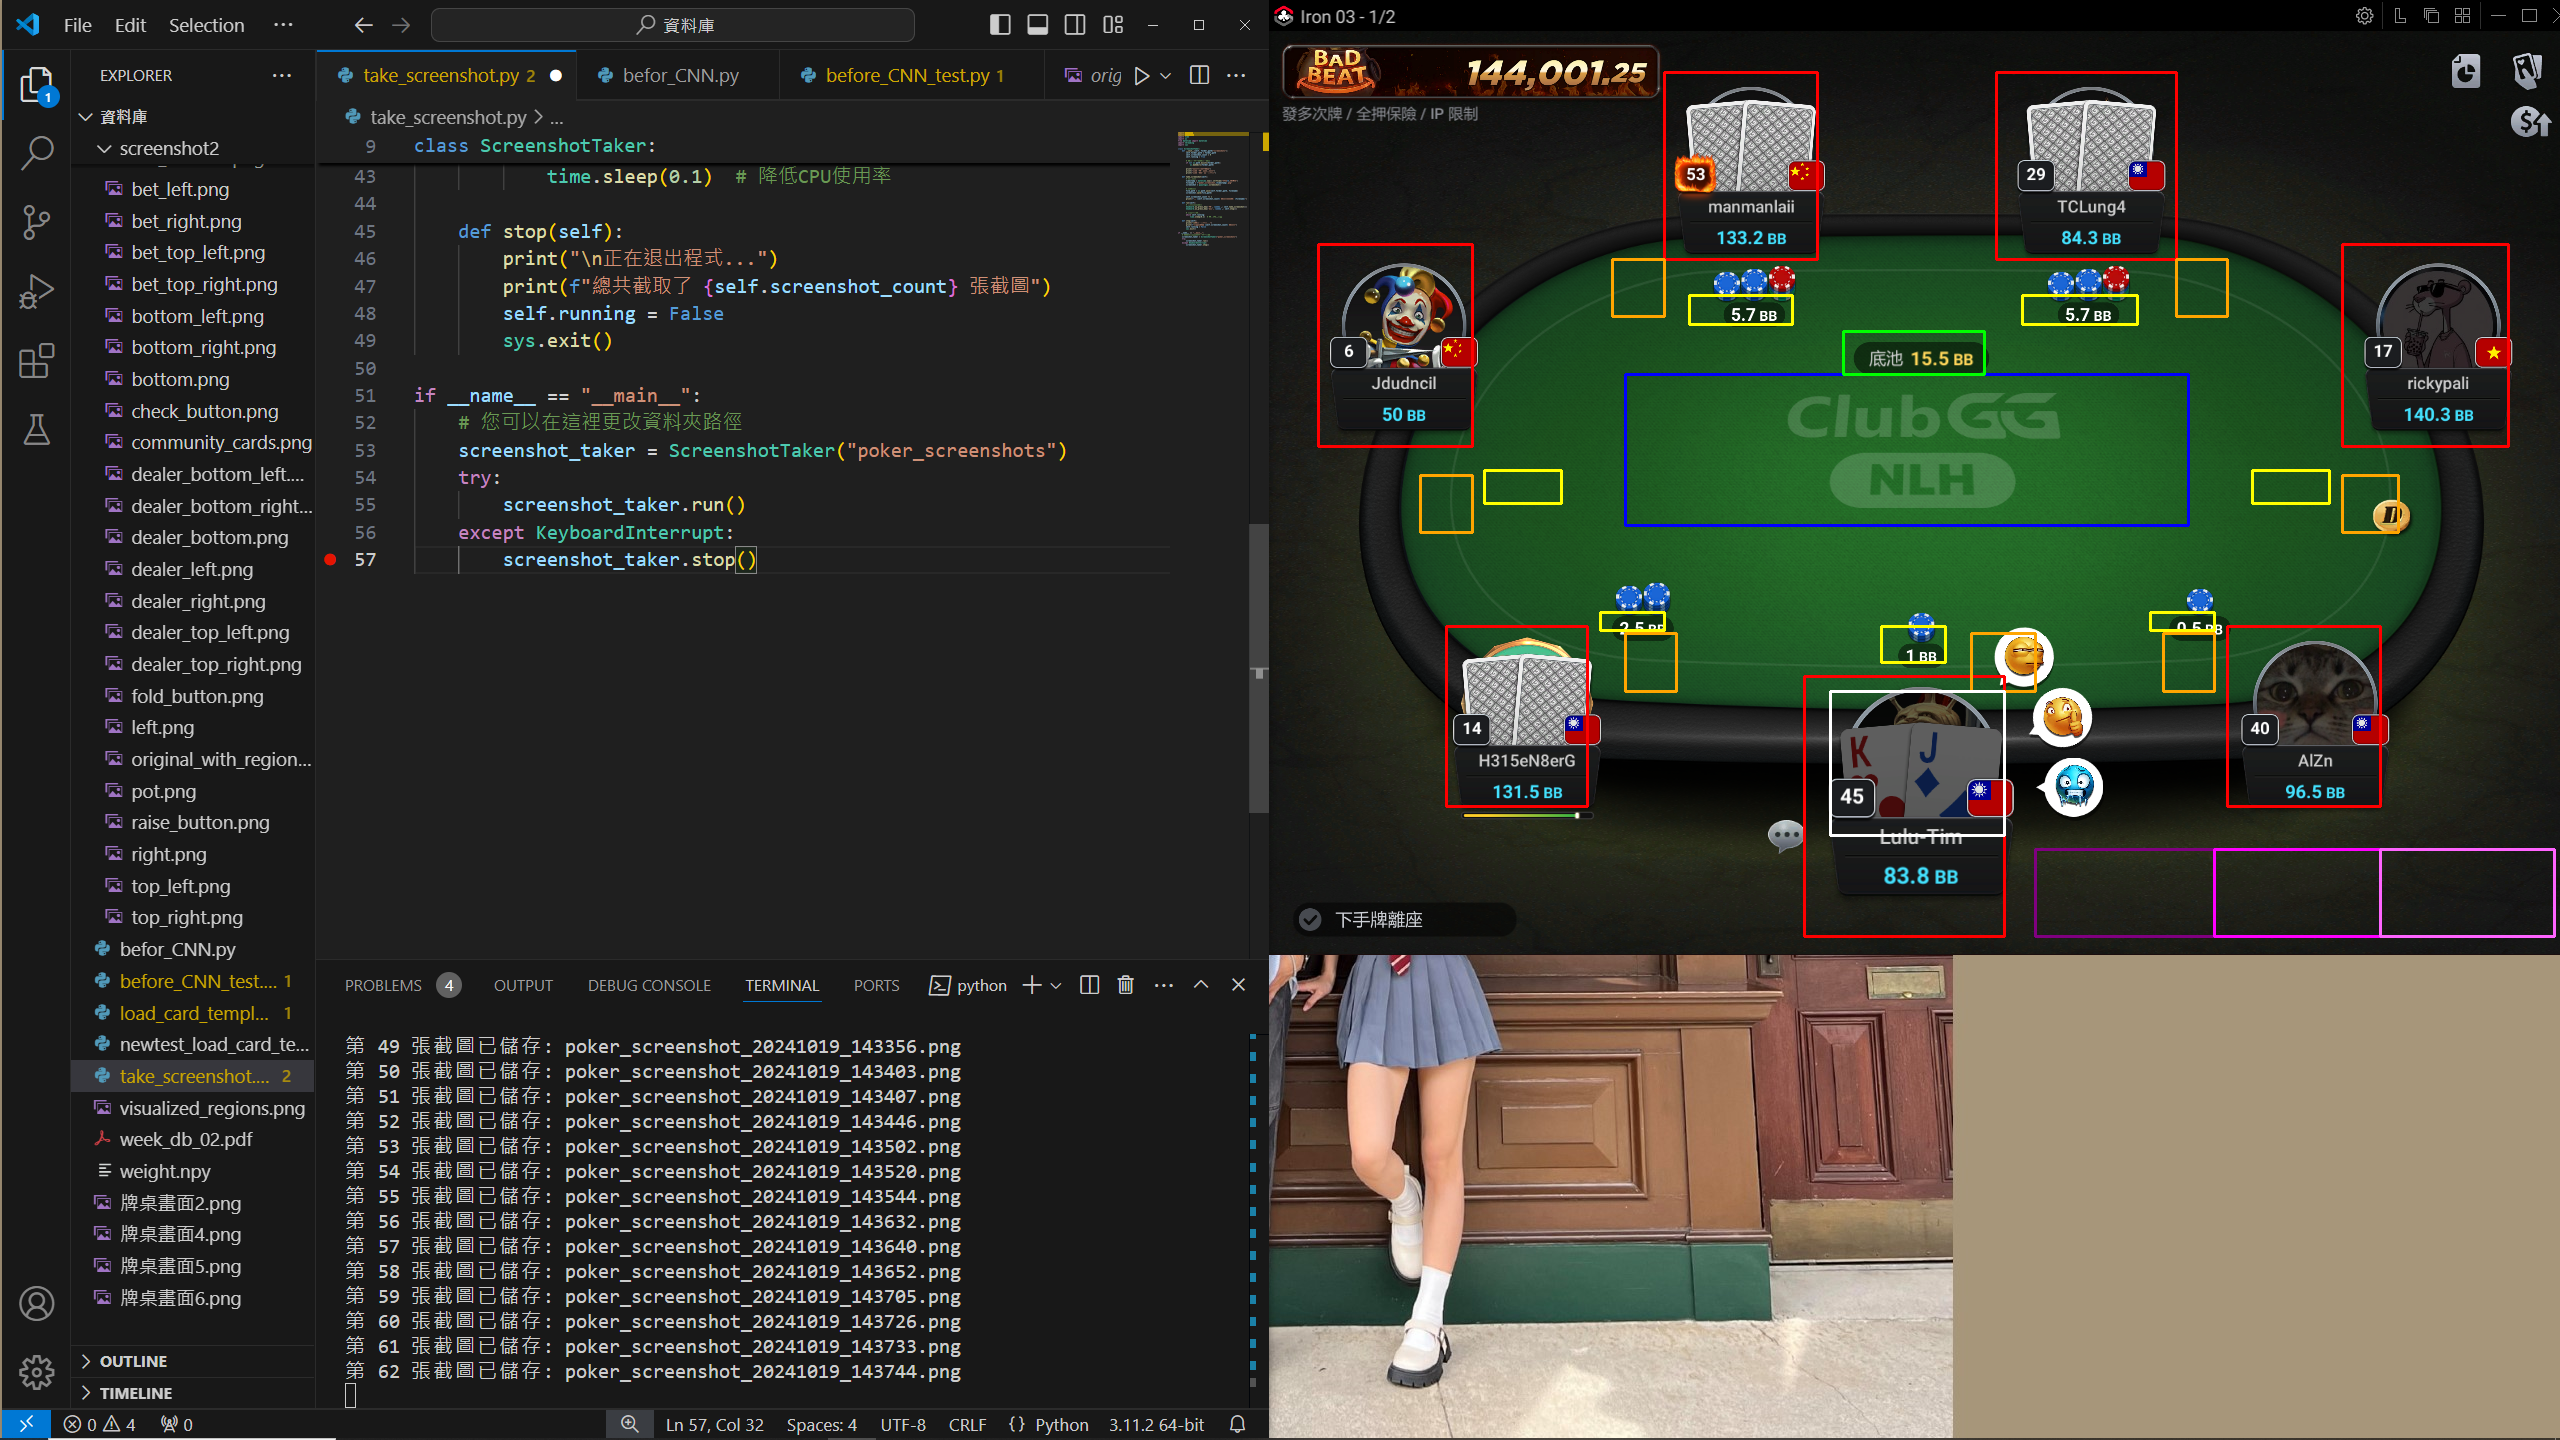 File Edit Selection ···
資料庫
EXPLORER ···
1
資料庫
screenshot2
bet_left.png
bet_right.png
bet_top_left.png
bet_top_right.png
bottom_left.png
bottom_right.png
bottom.png
check_button.png
community_cards.png
dealer_bottom_left....
dealer_bottom_right...
dealer_bottom.png
dealer_left.png
dealer_right.png
dealer_top_left.png
dealer_top_right.png
fold_button.png
left.png
original_with_region...
pot.png
raise_button.png
right.png
top_left.png
top_right.png
befor_CNN.py
before_CNN_test.... 1
load_card_templ... 1
newtest_load_card_te...
take_screenshot.... 2
visualized_regions.png
week_db_02.pdf
weight.npy
牌桌畫面2.png
牌桌畫面4.png
牌桌畫面5.png
牌桌畫面6.png
OUTLINE
TIMELINE
take_screenshot.py 2 befor_CNN.py before_CNN_test.py 1 orig
take_screenshot.py > ...
9 class ScreenshotTaker:
43 time.sleep(0.1) # 降低CPU使用率
44
45 def stop(self):
46 print("\n正在退出程式...")
47 print(f"總共截取了 {self.screenshot_count} 張截圖")
48 self.running = False
49 sys.exit()
50
51 if __name__ == "__main__":
52 # 您可以在這裡更改資料夾路徑
53 screenshot_taker = ScreenshotTaker("poker_screenshots")
54 try:
55 screenshot_taker.run()
56 except KeyboardInterrupt:
57 screenshot_taker.stop()
PROBLEMS 4 OUTPUT DEBUG CONSOLE TERMINAL PORTS python
第 49 張截圖已儲存: poker_screenshot_20241019_143356.png
第 50 張截圖已儲存: poker_screenshot_20241019_143403.png
第 51 張截圖已儲存: poker_screenshot_20241019_143407.png
第 52 張截圖已儲存: poker_screenshot_20241019_143446.png
第 53 張截圖已儲存: poker_screenshot_20241019_143502.png
第 54 張截圖已儲存: poker_screenshot_20241019_143520.png
第 55 張截圖已儲存: poker_screenshot_20241019_143544.png
第 56 張截圖已儲存: poker_screenshot_20241019_143632.png
第 57 張截圖已儲存: poker_screenshot_20241019_143640.png
第 58 張截圖已儲存: poker_screenshot_20241019_143652.png
第 59 張截圖已儲存: poker_screenshot_20241019_143705.png
第 60 張截圖已儲存: poker_screenshot_20241019_143726.png
第 61 張截圖已儲存: poker_screenshot_20241019_143733.png
第 62 張截圖已儲存: poker_screenshot_20241019_143744.png
0 4 0 Ln 57, Col 32 Spaces: 4 UTF-8 CRLF {} Python 3.11.2 64-bit
Iron 03 - 1/2
BAD BEAT 144,001.25
發多次牌 / 全押保險 / IP 限制
53
manmanlaii
133.2 BB
29
TCLung4
84.3 BB
6
Jdudncil
50 BB
17
rickypali
140.3 BB
5.7 BB
5.7 BB
底池 15.5 BB
ClubGG
NLH
D
2.5 BB
1 BB
0.5 BB
14
H315eN8erG
131.5 BB
K J
45
Lulu-Tim
83.8 BB
40
AlZn
96.5 BB
下手牌離座